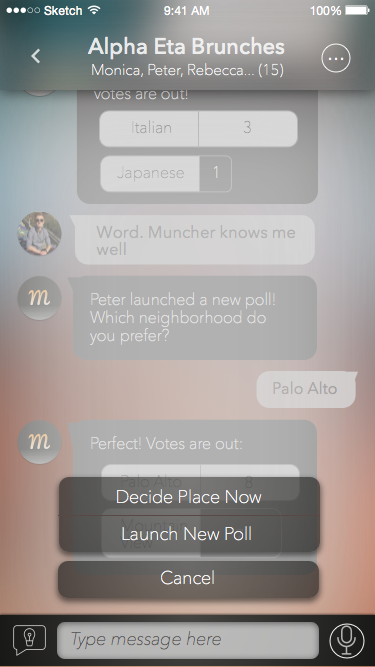 Sketch 9:41 AM 100%
Alpha Eta Brunches
Monica, Peter, Rebecca... (15)
votes are out!
Italian 3
Japanese 1
Word. Muncher knows me
well
m
Peter launched a new poll!
Which neighborhood do
you prefer?
Palo Alto
m
Perfect! Votes are out:
Palo Alto 8
Decide Place Now
Mountain
View
Launch New Poll
Cancel
Type message here